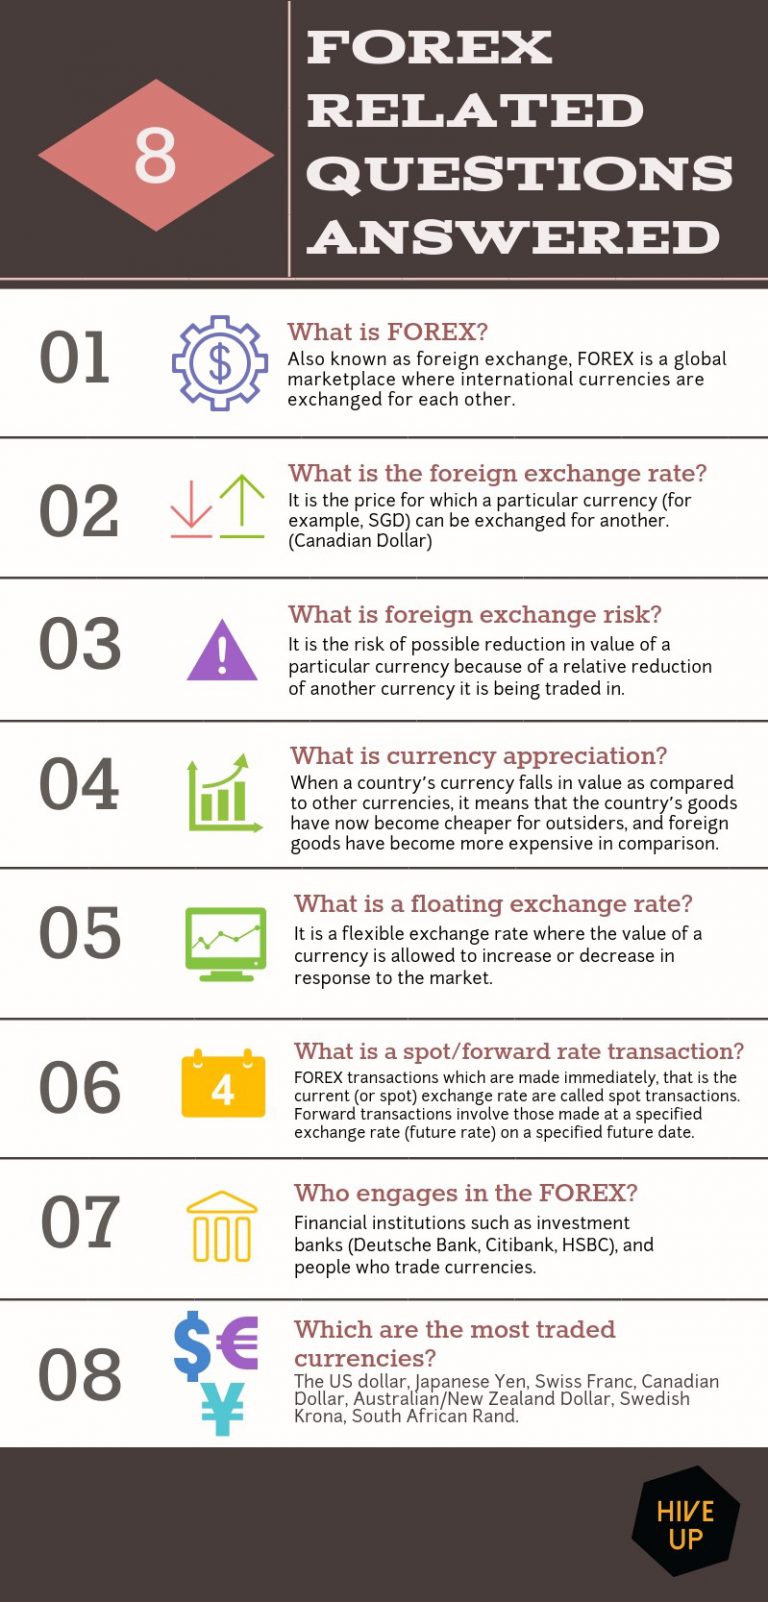 8
FOREX
RELATED
QUESTIONS
ANSWERED
01
What is FOREX?
Also known as foreign exchange, FOREX is a global
marketplace where international currencies are
exchanged for each other.
02
What is the foreign exchange rate?
It is the price for which a particular currency (for
example, SGD) can be exchanged for another.
(Canadian Dollar)
03
What is foreign exchange risk?
It is the risk of possible reduction in value of a
particular currency because of a relative reduction
of another currency it is being traded in.
04
What is currency appreciation?
When a country's currency falls in value as compared
to other currencies, it means that the country's goods
have now become cheaper for outsiders, and foreign
goods have become more expensive in comparison.
05
What is a floating exchange rate?
It is a flexible exchange rate where the value of a
currency is allowed to increase or decrease in
response to the market.
06
4
What is a spot/forward rate transaction?
FOREX transactions which are made immediately, that is the
current (or spot) exchange rate are called spot transactions.
Forward transactions involve those made at a specified
exchange rate (future rate) on a specified future date.
07
Who engages in the FOREX?
Financial institutions such as investment
banks (Deutsche Bank, Citibank, HSBC), and
people who trade currencies.
08
$ €
¥
Which are the most traded
currencies?
The US dollar, Japanese Yen, Swiss Franc, Canadian
Dollar, Australian/New Zealand Dollar, Swedish
Krona, South African Rand.
HIVE
UP